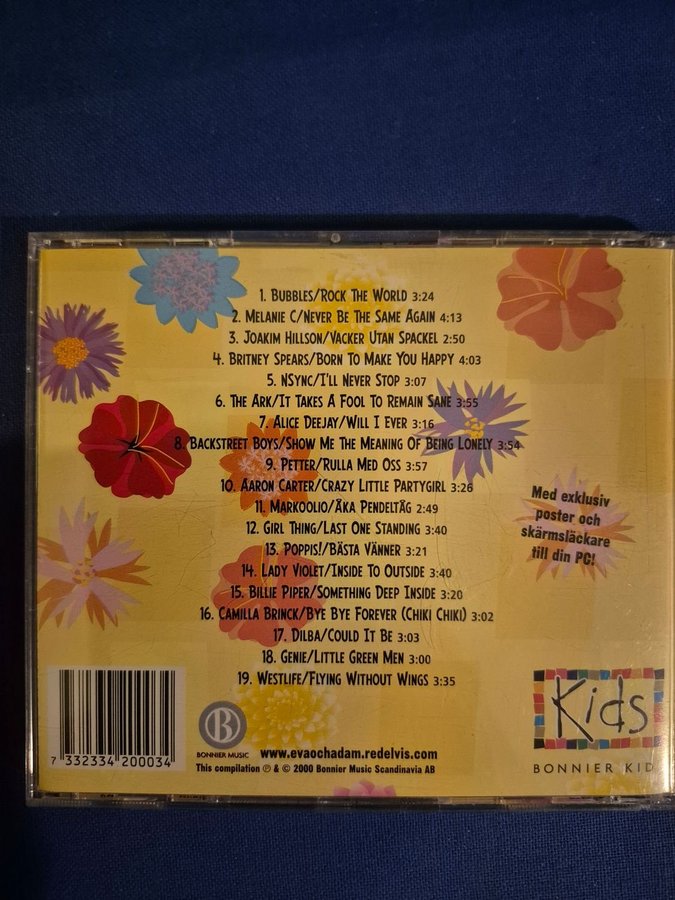 1. Bubbles/Rock The World 3:24
2. Melanie C/Never Be The Same Again 4:13
3. Joakim Hillson/Vacker Utan Spackel 2:50
4. Britney Spears/Born To Make You Happy 4:03
5. NSync/I'll Never Stop 3:07
6. The Ark/It Takes A Fool To Remain Sane 3:55
7. Alice Deejay/Will I Ever 3:16
8. Backstreet Boys/Show Me The Meaning Of Being Lonely 3:54
9. Petter/Rulla Med Oss 3:57
10. Aaron Carter/Crazy Little Partygirl 3:26
11. Markoolio/Åka Pendeltåg 2:49
12. Girl Thing/Last One Standing 3:40
13. Poppis!/Bästa Vänner 3:21
14. Lady Violet/Inside To Outside 3:40
15. Billie Piper/Something Deep Inside 3:20
16. Camilla Brinck/Bye Bye Forever (Chiki Chiki) 3:02
17. Dilba/Could It Be 3:03
18. Genie/Little Green Men 3:00
19. Westlife/Flying Without Wings 3:35
Med exklusiv
poster och
skärmsläckare
till din PC!
7 332334 200034
B
BONNIER MUSIC
www.evaochadam.redelvis.com
This compilation ℗ & © 2000 Bonnier Music Scandinavia AB
Kids
BONNIER KID